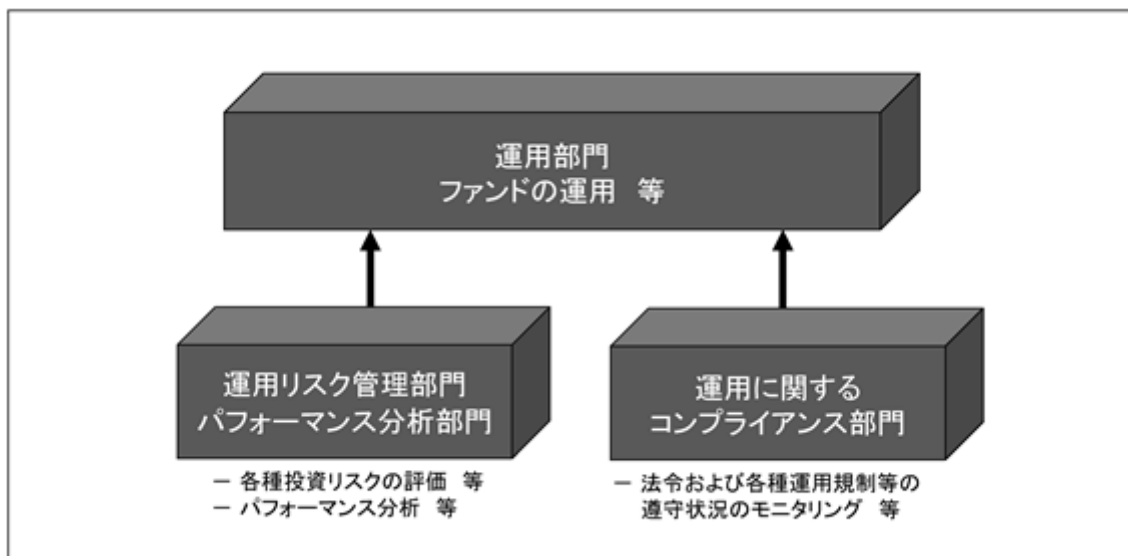 運用部門
ファンドの運用 等
運用リスク管理部門
パフォーマンス分析部門
－ 各種投資リスクの評価 等
－ パフォーマンス分析 等
運用に関する
コンプライアンス部門
－ 法令および各種運用規制等の
遵守状況のモニタリング 等